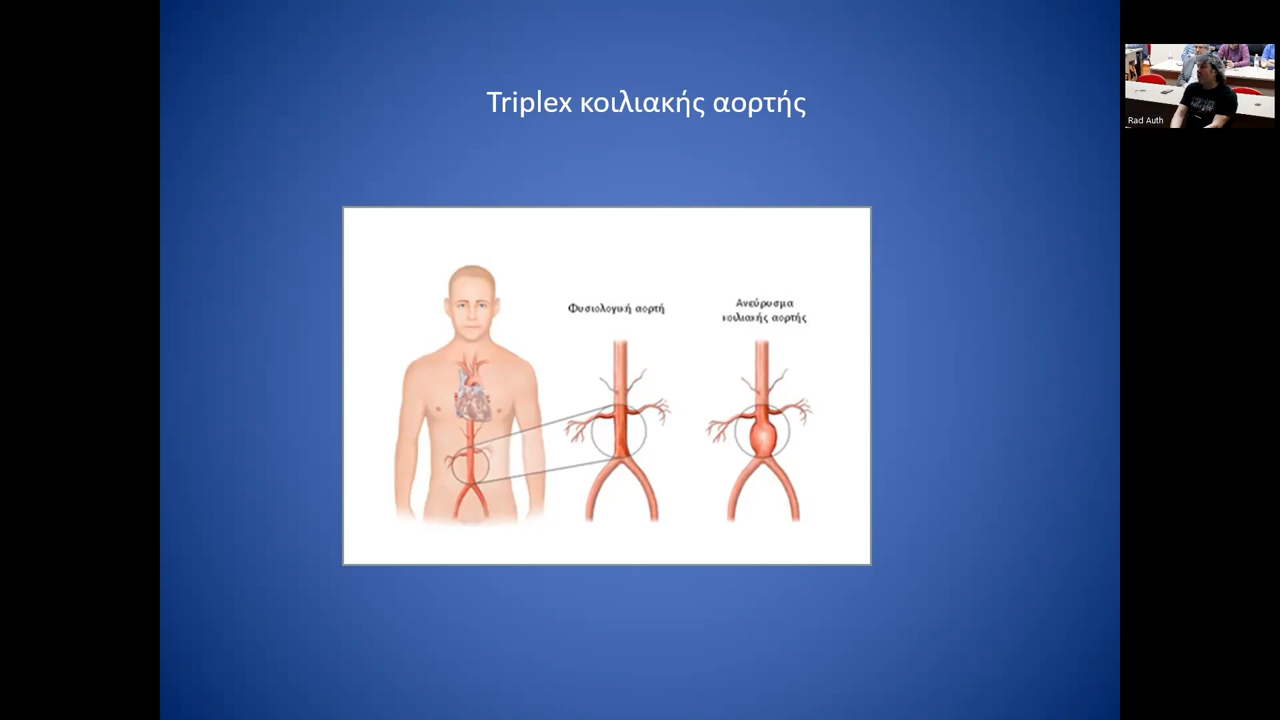 Triplex κοιλιακής αορτής
Φυσιολογική αορτή
Ανεύρυσμα
κοιλιακής αορτής
Rad Auth